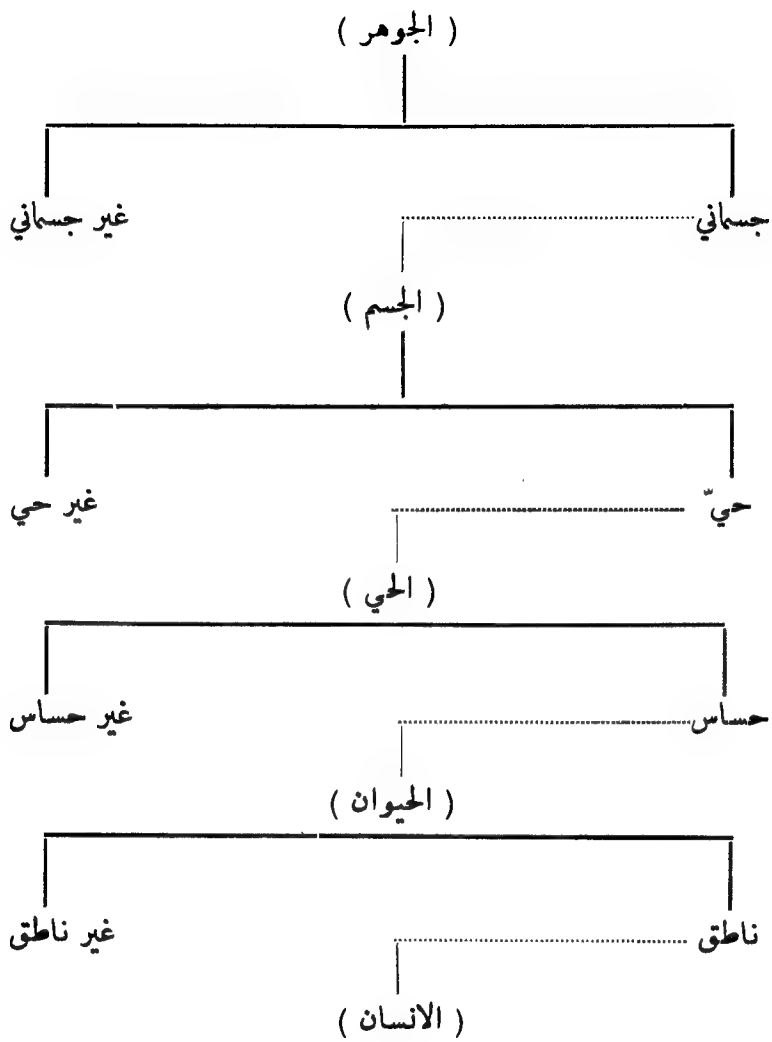 ( الجوهر )
جسماني غير جسماني
( الجسم )
حيّ غير حي
( الحي )
حساس غير حساس
( الحيوان )
ناطق غير ناطق
( الانسان )